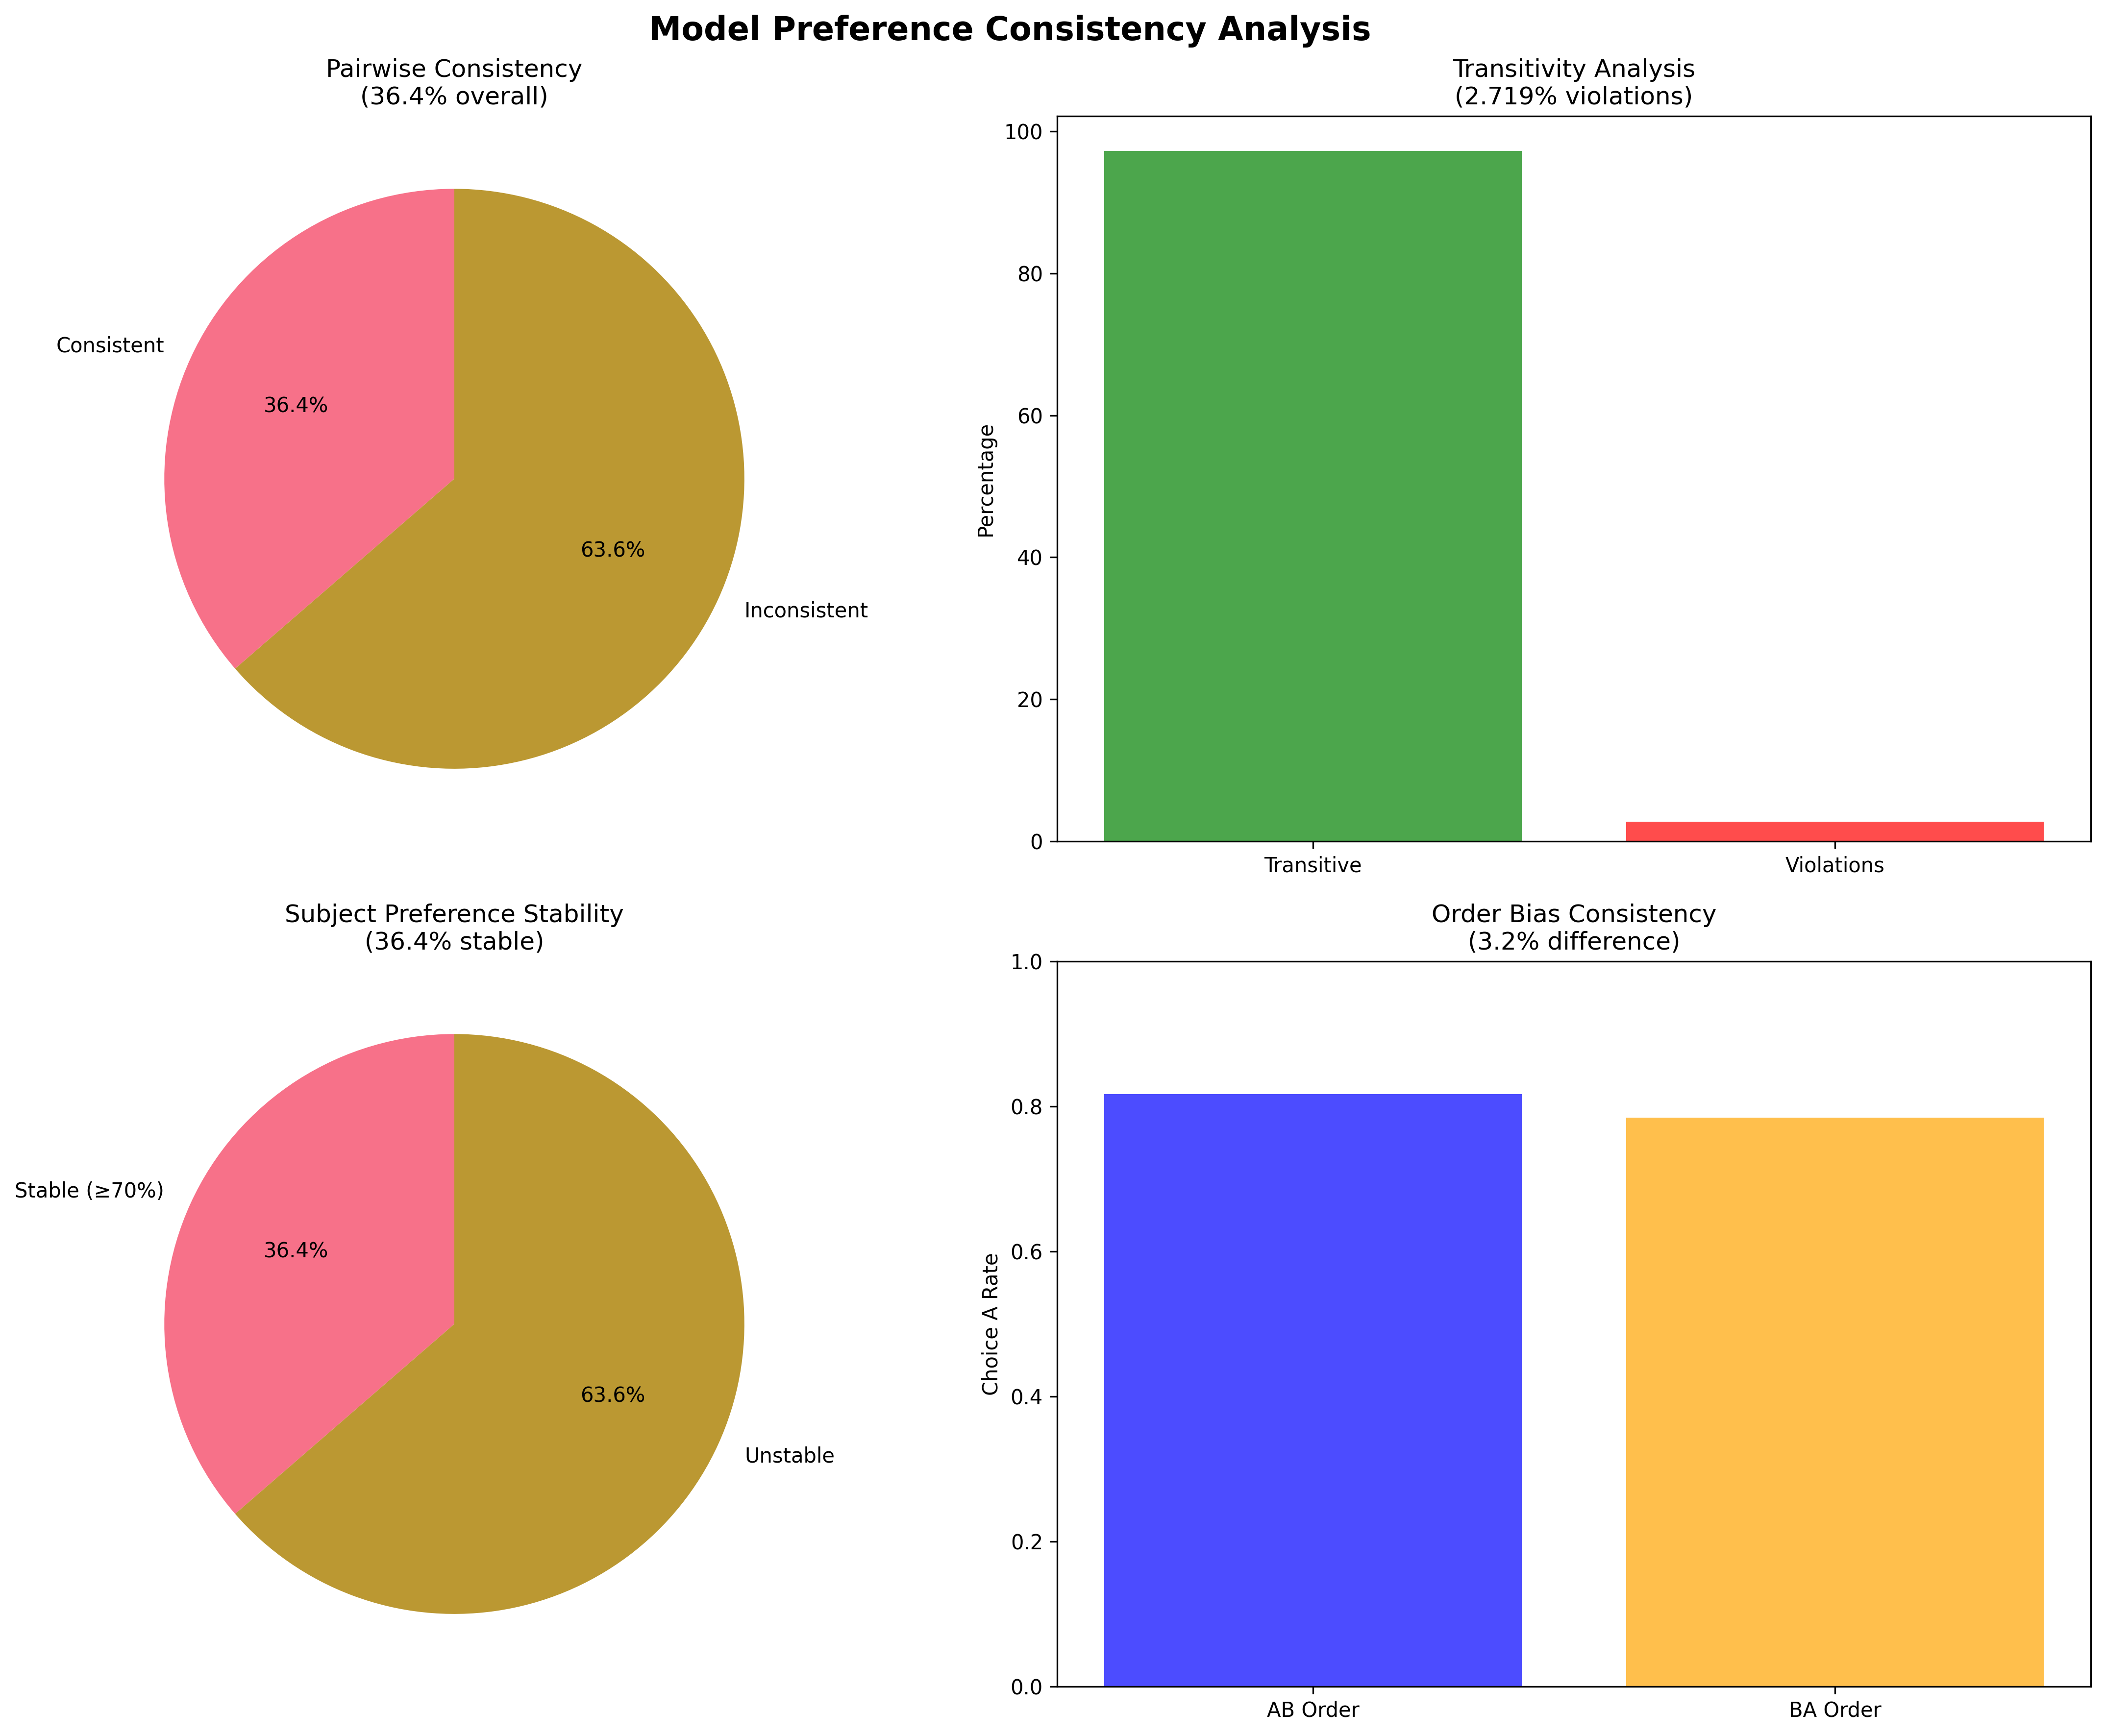 Model Preference Consistency Analysis
Pairwise Consistency
(36.4% overall)
Consistent
36.4%
63.6%
Inconsistent
Transitivity Analysis
(2.719% violations)
100
80
60
40
20
0
Percentage
Transitive
Violations
Subject Preference Stability
(36.4% stable)
Stable (≥70%)
36.4%
63.6%
Unstable
Order Bias Consistency
(3.2% difference)
1.0
0.8
0.6
0.4
0.2
0.0
Choice A Rate
AB Order
BA Order